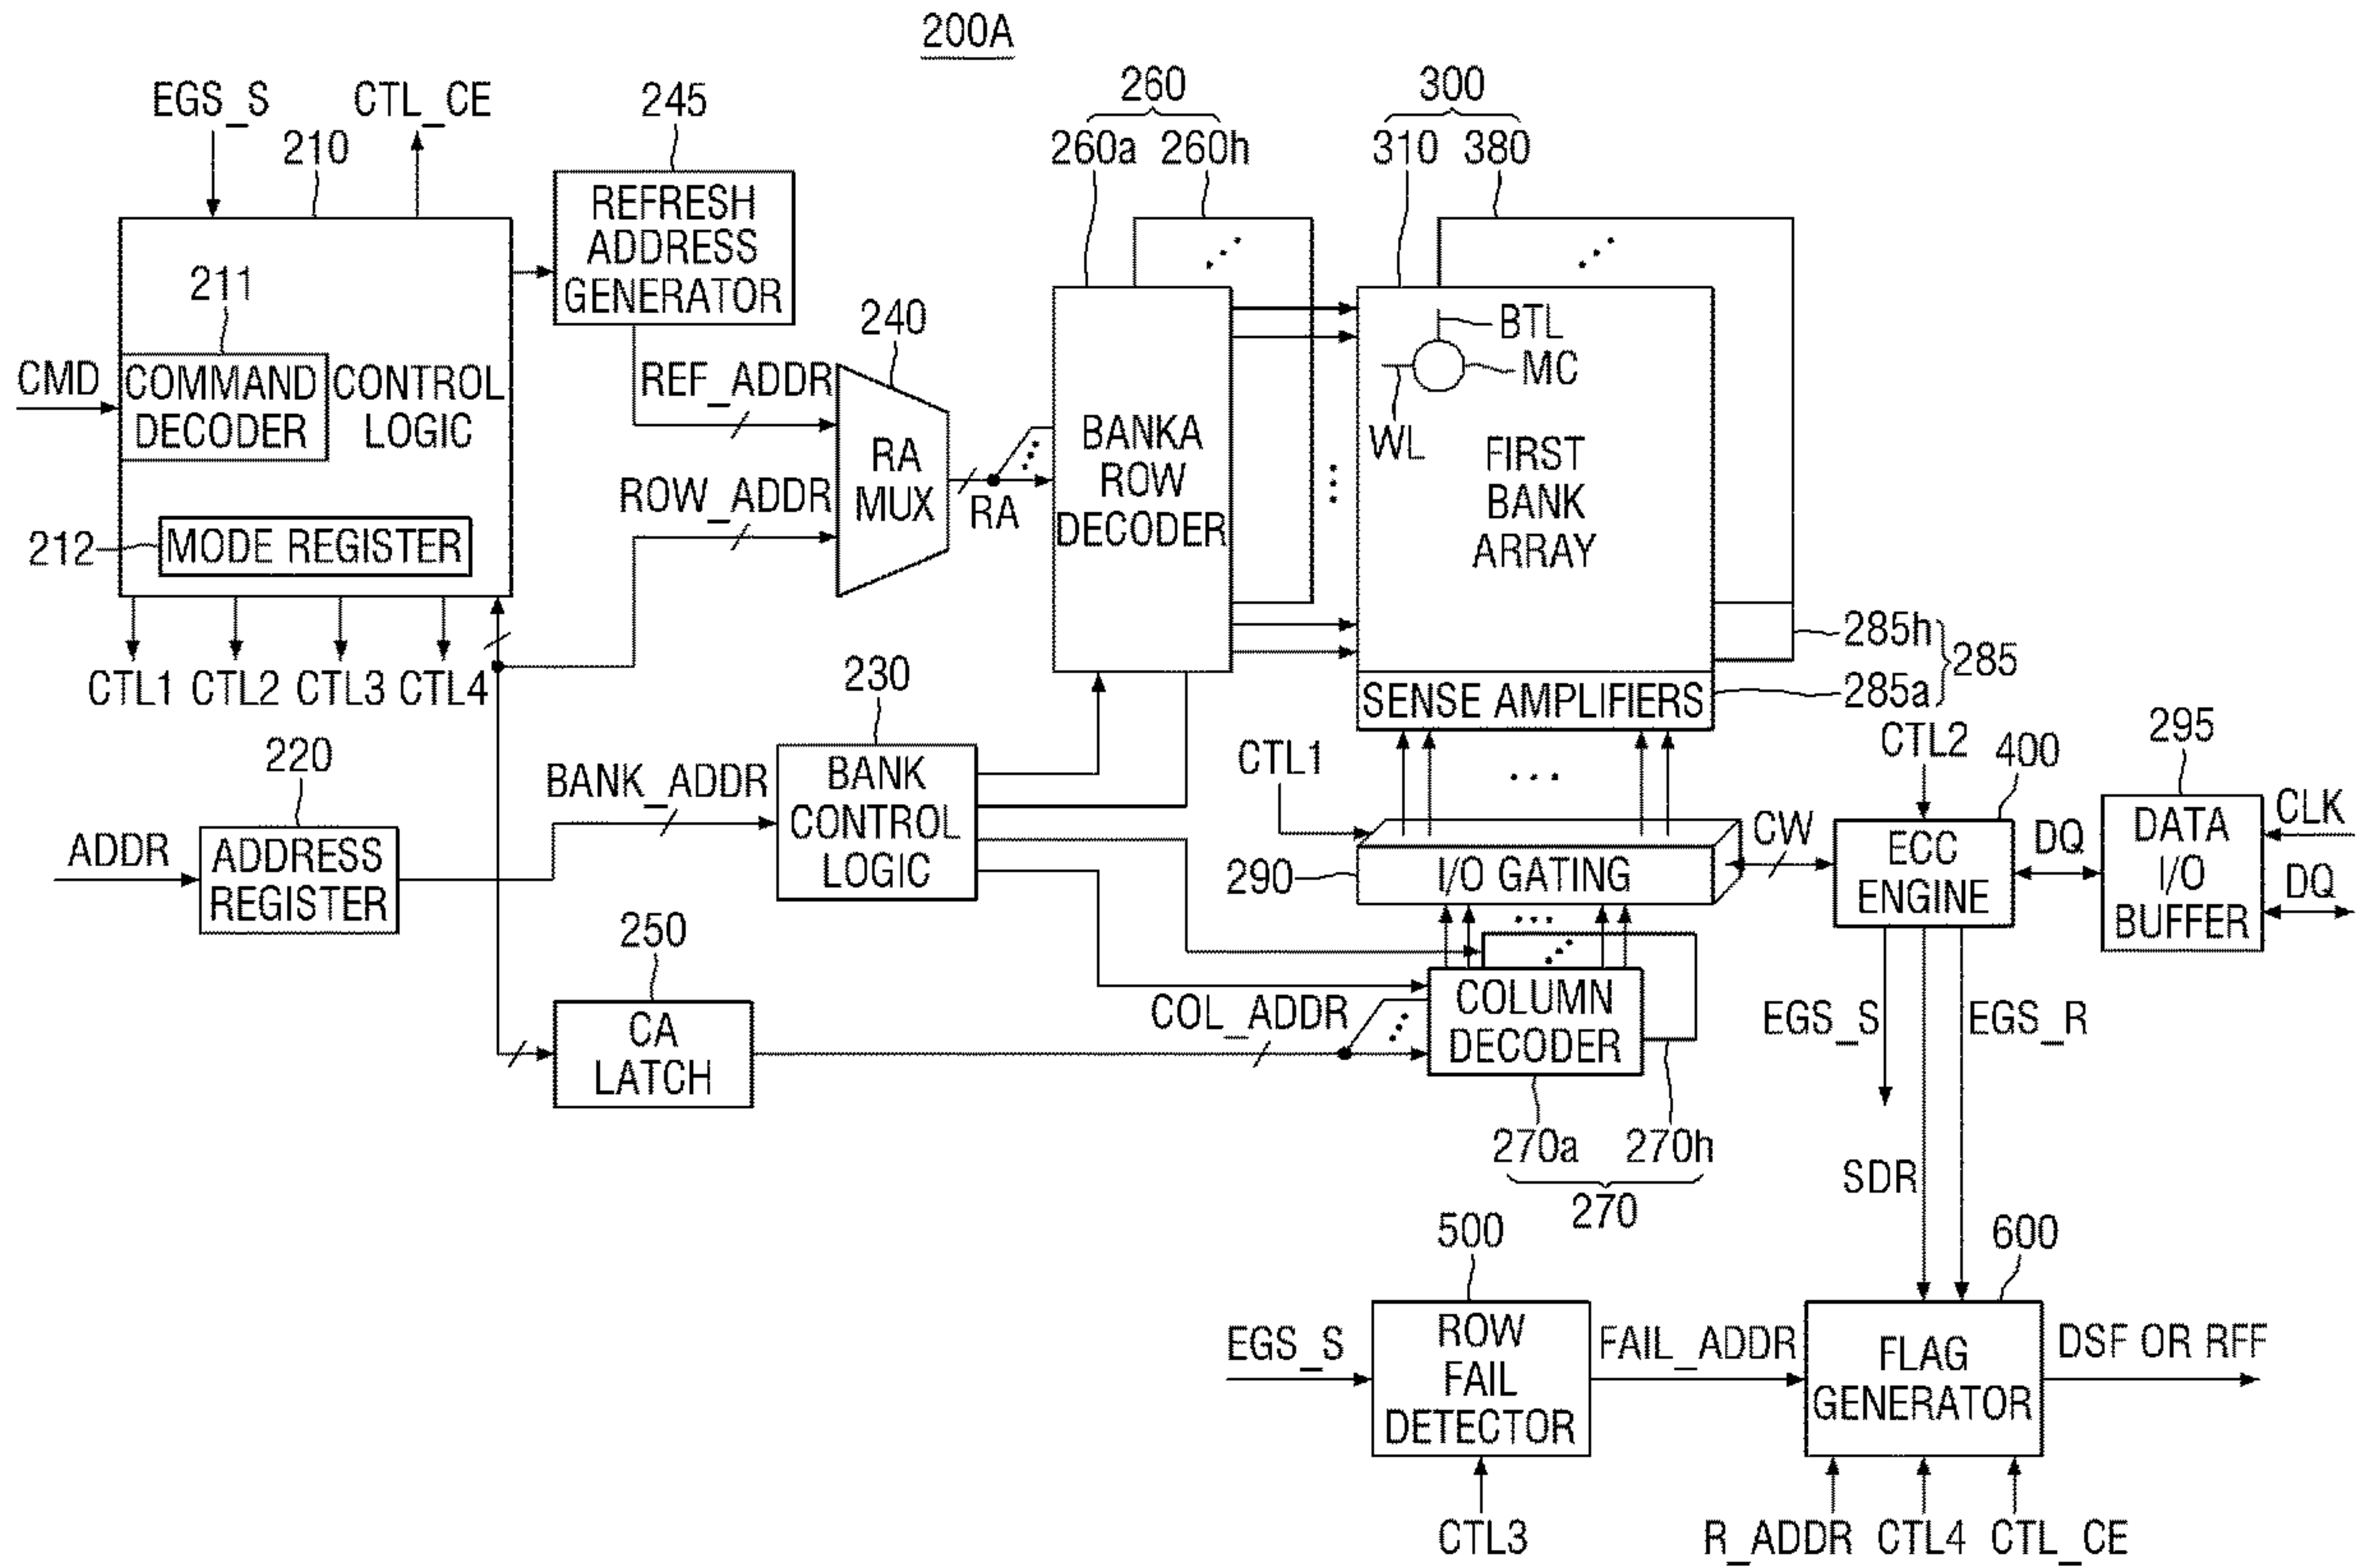 200A
EGS_S
CTL_CE
210
245
260
260a
260h
300
310
380
REFRESH
ADDRESS
GENERATOR
211
240
CMD
COMMAND
DECODER
CONTROL
LOGIC
REF_ADDR
BTL
MC
WL
RA
MUX
ROW_ADDR
RA
BANKA
ROW
DECODER
FIRST
BANK
ARRAY
212
MODE REGISTER
CTL1
CTL2
CTL3
CTL4
230
SENSE AMPLIFIERS
285h
285a
285
220
BANK_ADDR
BANK
CONTROL
LOGIC
CTL1
CTL2
400
295
ADDR
ADDRESS
REGISTER
290
I/O GATING
CW
ECC
ENGINE
DQ
DATA
I/O
BUFFER
CLK
DQ
250
CA
LATCH
COL_ADDR
COLUMN
DECODER
EGS_S
EGS_R
270a
270h
270
SDR
500
600
EGS_S
ROW
FAIL
DETECTOR
FAIL_ADDR
FLAG
GENERATOR
DSF OR RFF
CTL3
R_ADDR
CTL4
CTL_CE